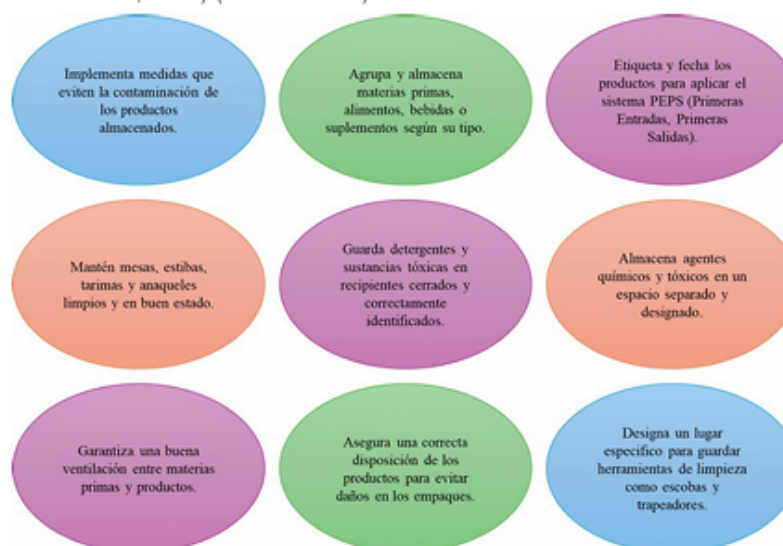 Implementa medidas que
eviten la contaminación de
los productos
almacenados.
Agrupa y almacena
materias primas,
alimentos, bebidas o
suplementos según su tipo.
Etiqueta y fecha los
productos para aplicar el
sistema PEPS (Primeras
Entradas, Primeras
Salidas).
Mantén mesas, estibas,
tarimas y anaqueles
limpios y en buen estado.
Guarda detergentes y
sustancias tóxicas en
recipientes cerrados y
correctamente
identificados.
Almacena agentes
químicos y tóxicos en un
espacio separado y
designado.
Garantiza una buena
ventilación entre materias
primas y productos.
Asegura una correcta
disposición de los
productos para evitar
daños en los empaques.
Designa un lugar
especifico para guardar
herramientas de limpieza
como escobas y
trapeadores.